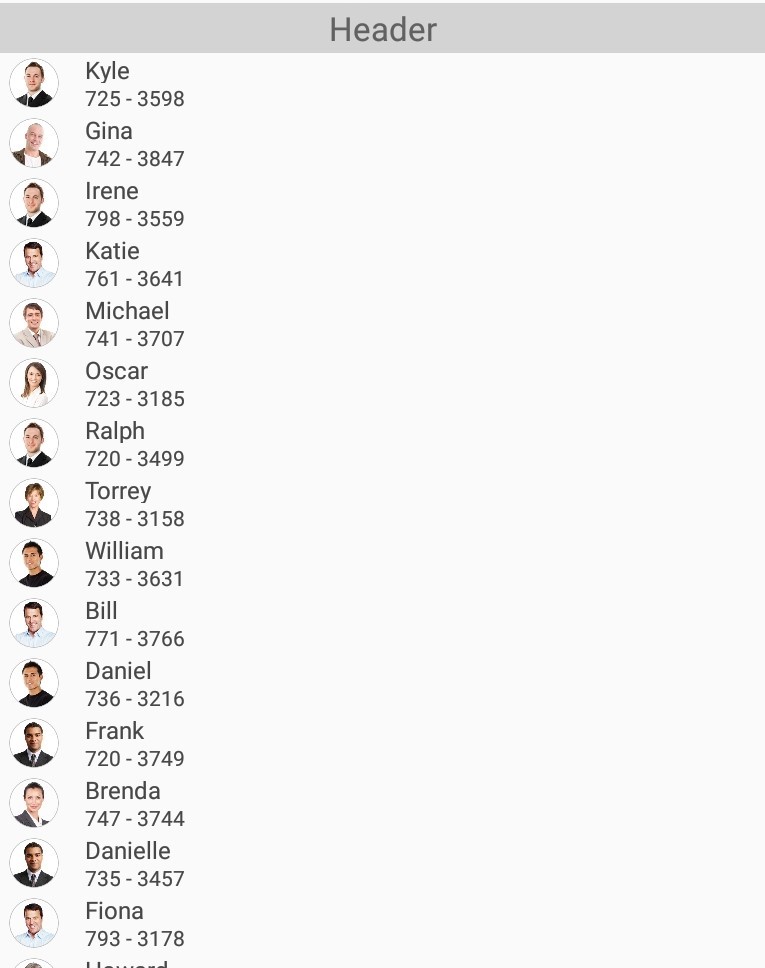 Header
Kyle
725 - 3598
Gina
742 - 3847
Irene
798 - 3559
Katie
761 - 3641
Michael
741 - 3707
Oscar
723 - 3185
Ralph
720 - 3499
Torrey
738 - 3158
William
733 - 3631
Bill
771 - 3766
Daniel
736 - 3216
Frank
720 - 3749
Brenda
747 - 3744
Danielle
735 - 3457
Fiona
793 - 3178
Howard